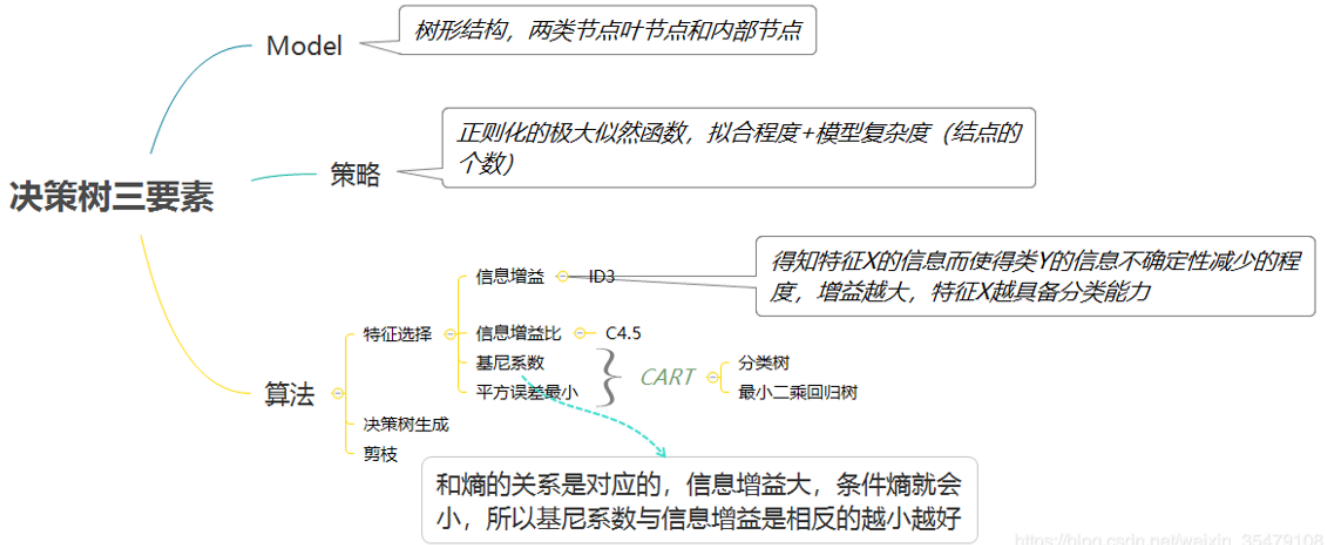 树形结构，两类节点叶节点和内部节点
Model
正则化的极大似然函数，拟合程度+模型复杂度（结点的
个数）
策略
决策树三要素
得知特征X的信息而使得类Y的信息不确定性减少的程
度，增益越大，特征X越具备分类能力
信息增益
ID3
特征选择
信息增益比
C4.5
基尼系数
平方误差最小
CART
分类树
最小二乘回归树
算法
决策树生成
剪枝
和熵的关系是对应的，信息增益大，条件熵就会
小，所以基尼系数与信息增益是相反的越小越好
https://blog.csdn.net/weixin_35479108